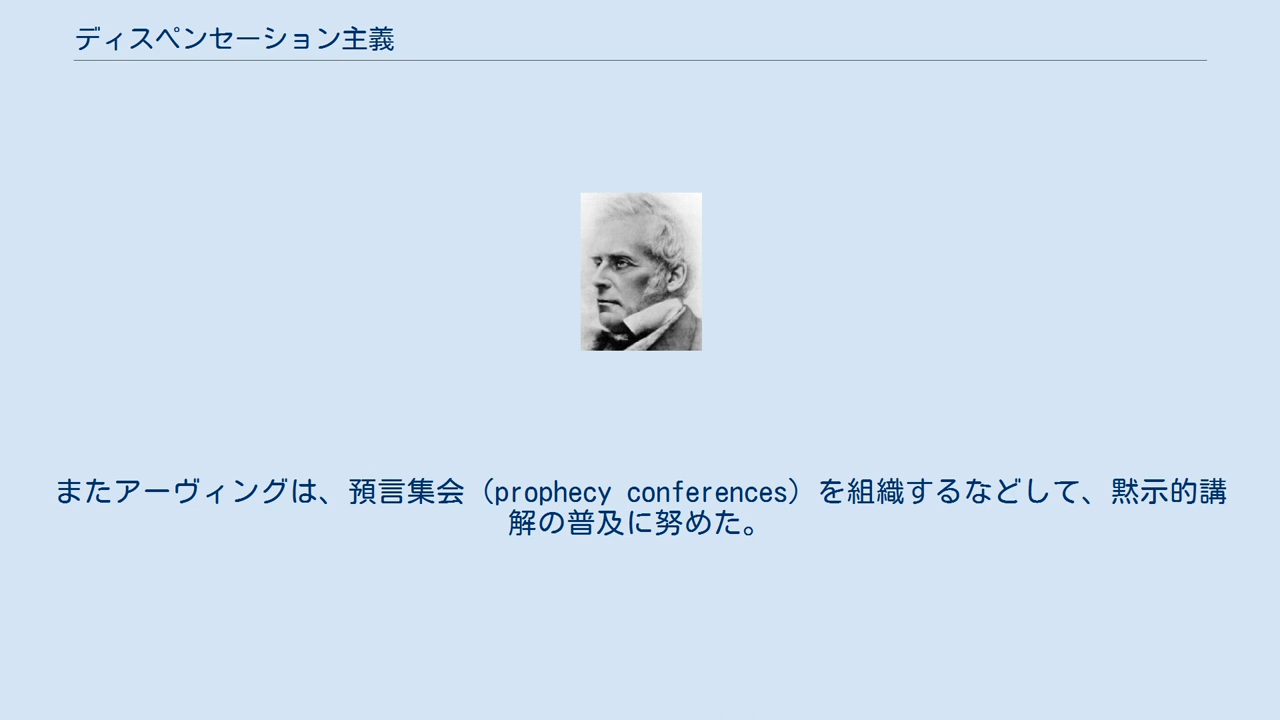 ディスペンセーション主義
またアーヴィングは、預言集会（prophecy conferences）を組織するなどして、黙示的講
解の普及に努めた。